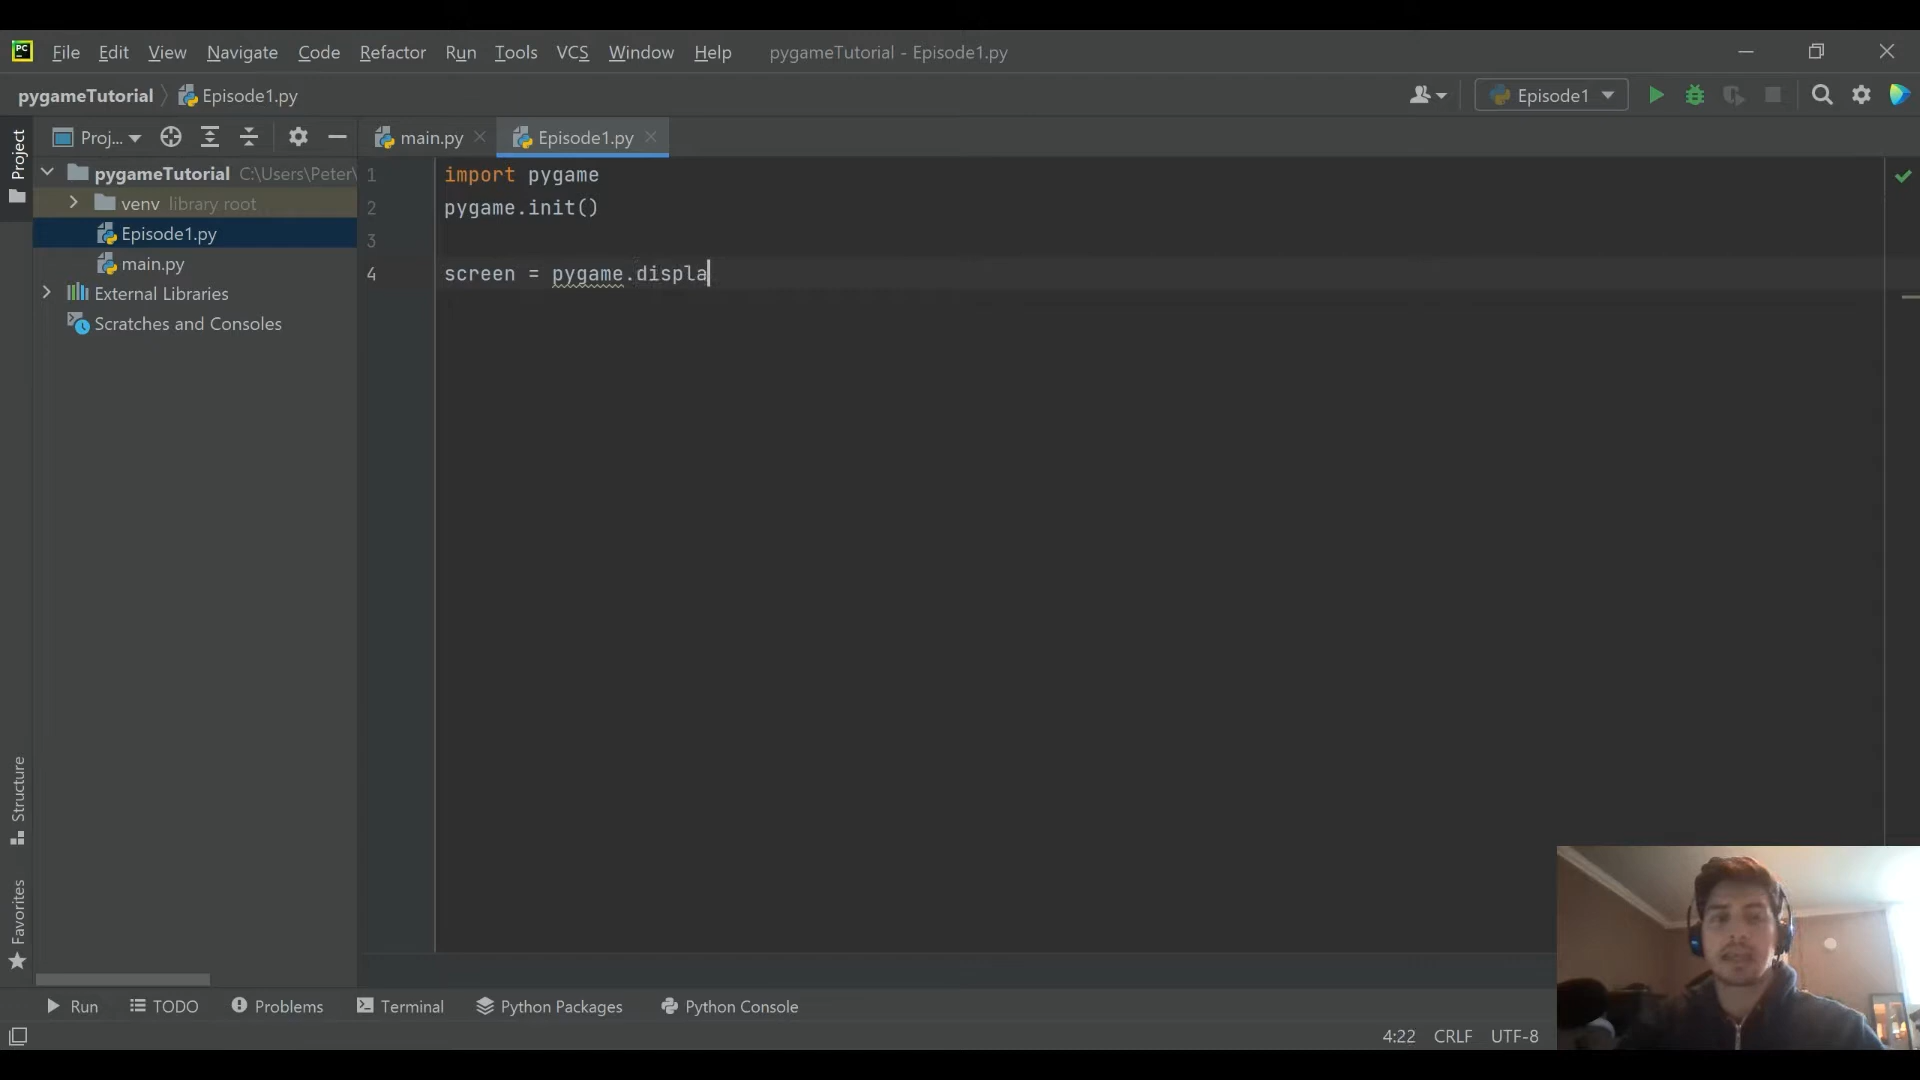 PC File Edit View Navigate Code Refactor Run Tools VCS Window Help pygameTutorial - Episode1.py
pygameTutorial Episode1.py Episode1
Project
Proj...
main.py Episode1.py
pygameTutorial C:\Users\Peter\
venv library root
Episode1.py
main.py
External Libraries
Scratches and Consoles
1 import pygame
2 pygame.init()
3
4 screen = pygame.displa
Structure
Favorites
Run TODO Problems Terminal Python Packages Python Console
4:22 CRLF UTF-8